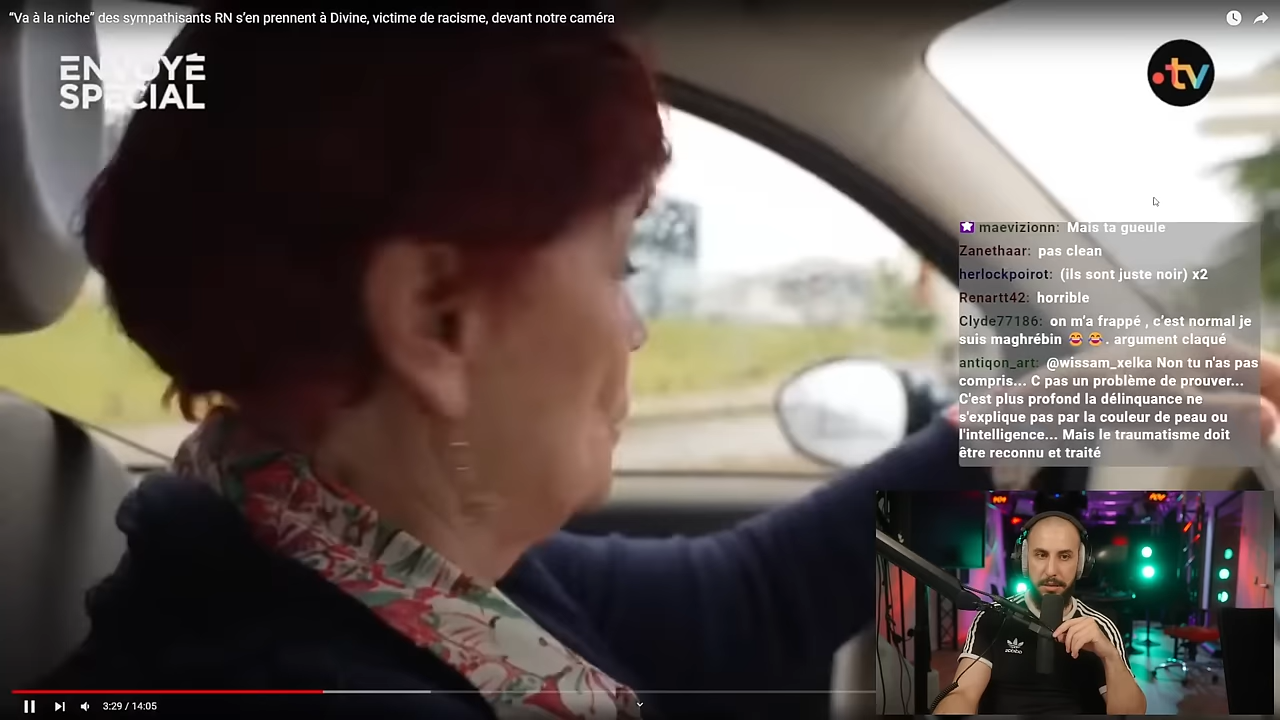 “Va à la niche” des sympathisants RN s’en prennent à Divine, victime de racisme, devant notre caméra
ENVOYÉ
SPÉCIAL
tv
maevizionn: Mais ta gueule
Zanethaar: pas clean
herlockpoirot: (ils sont juste noir) x2
Renartt42: horrible
Clyde77186: on m'a frappé , c'est normal je
suis maghrébin 😂 😂 . argument claqué
antiqon_art: @wissam_xelka Non tu n'as pas
compris... C pas un problème de prouver...
C'est plus profond la délinquance ne
s'explique pas par la couleur de peau ou
l'intelligence... Mais le traumatisme doit
être reconnu et traité
adidas
3:29 / 14:05